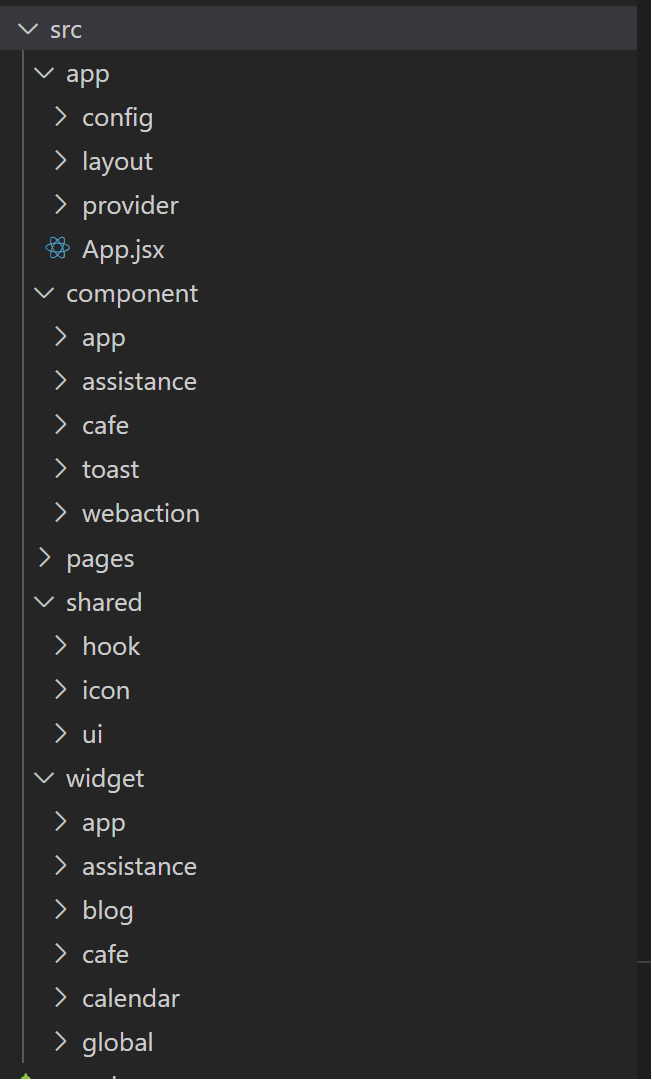 src
app
config
layout
provider
App.jsx
component
app
assistance
cafe
toast
webaction
pages
shared
hook
icon
ui
widget
app
assistance
blog
cafe
calendar
global